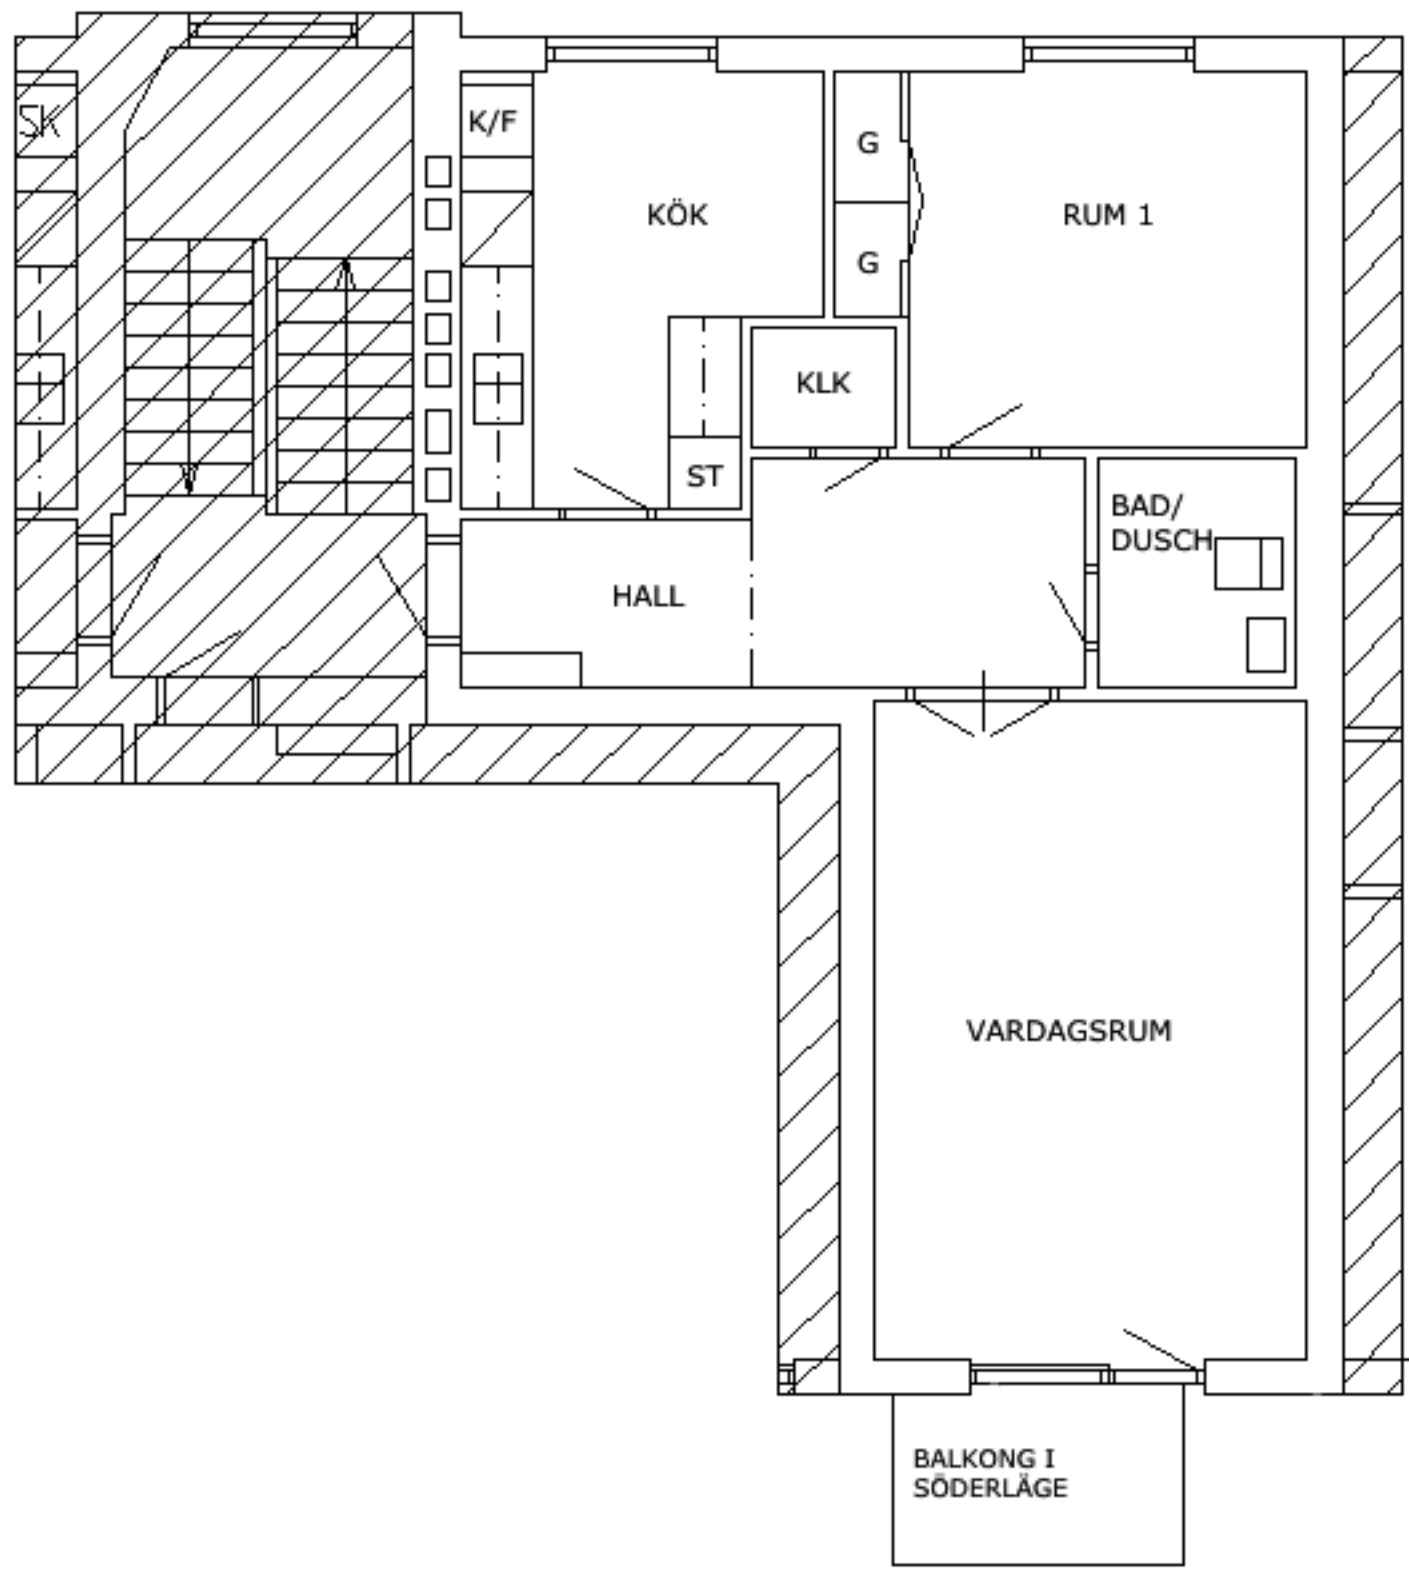 SK
K/F
G
KÖK
RUM 1
G
KLK
ST
BAD/
DUSCH
HALL
VARDAGSRUM
BALKONG I
SÖDERLÄGE